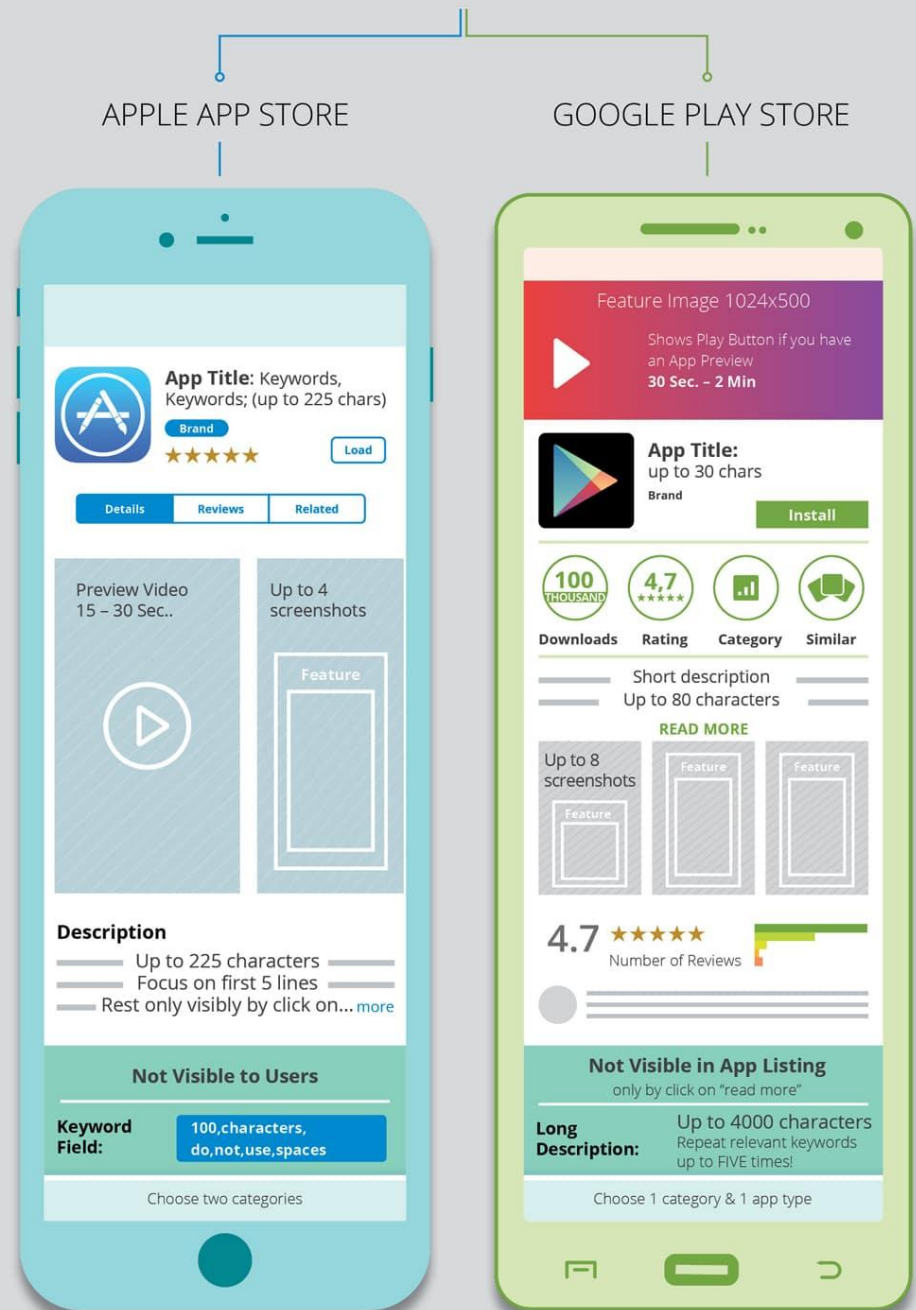 APPLE APP STORE
App Title: Keywords,
Keywords; (up to 225 chars)
Brand
Load
Details
Reviews
Related
Preview Video
15 – 30 Sec..
Up to 4
screenshots
Feature
Description
Up to 225 characters
Focus on first 5 lines
Rest only visibly by click on... more
Not Visible to Users
Keyword
Field:
100,characters,
do,not,use,spaces
Choose two categories
GOOGLE PLAY STORE
Feature Image 1024x500
Shows Play Button if you have
an App Preview
30 Sec. – 2 Min
App Title:
up to 30 chars
Brand
Install
100
THOUSAND
4,7
Downloads
Rating
Category
Similar
Short description
Up to 80 characters
READ MORE
Up to 8
screenshots
Feature
Feature
Feature
4.7
Number of Reviews
Not Visible in App Listing
only by click on “read more”
Long
Description:
Up to 4000 characters
Repeat relevant keywords
up to FIVE times!
Choose 1 category & 1 app type